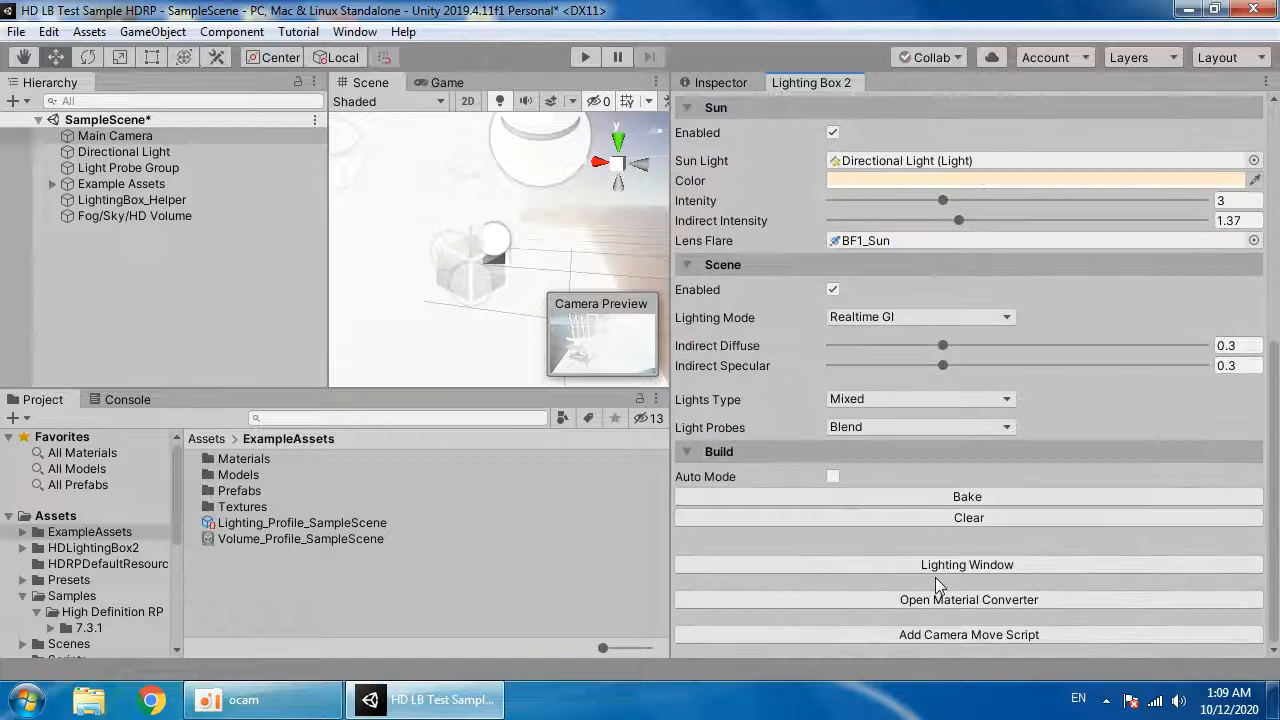 HD LB Test Sample HDRP - SampleScene - PC, Mac & Linux Standalone - Unity 2019.4.11f1 Personal* <DX11>
File Edit Assets GameObject Component Tutorial Window Help
Center Local Collab Account Layers Layout
Hierarchy Scene Game Inspector Lighting Box 2
All Shaded 2D 0
SampleScene*
Main Camera
Directional Light
Light Probe Group
Example Assets
LightingBox_Helper
Fog/Sky/HD Volume
y
Camera Preview
Sun
Enabled
Sun Light Directional Light (Light)
Color
Intenity 3
Indirect Intensity 1.37
Lens Flare BF1_Sun
Scene
Enabled
Lighting Mode Realtime GI
Indirect Diffuse 0.3
Indirect Specular 0.3
Lights Type Mixed
Light Probes Blend
Build
Auto Mode
Bake
Clear
Lighting Window
Open Material Converter
Add Camera Move Script
Project Console
13
Favorites
All Materials
All Models
All Prefabs
Assets
ExampleAssets
HDLightingBox2
HDRPDefaultResourc
Presets
Samples
High Definition RP
7.3.1
Scenes
Assets > ExampleAssets
Materials
Models
Prefabs
Textures
Lighting_Profile_SampleScene
Volume_Profile_SampleScene
ocam HD LB Test Sampl... EN 1:09 AM
10/12/2020